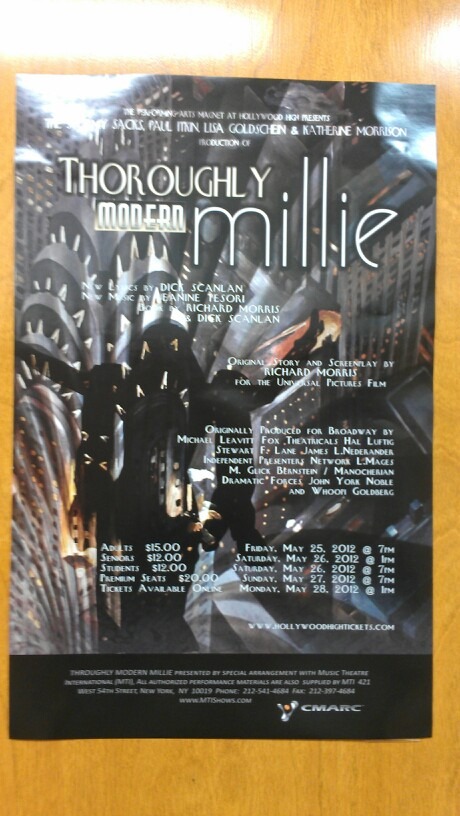 THE PERFORMING ARTS MAGNET AT HOLLYWOOD HIGH PRESENTS
THE SACKS, PAUL ITKIN, LISA GOLDSCHEIN & KATHERINE MORRISON
PRODUCTION OF
THOROUGHLY
MODERN
millie
NEW LYRICS BY DICK SCANLAN
NEW MUSIC BY JEANINE TESORI
BOOK BY RICHARD MORRIS
& DICK SCANLAN
ORIGINAL STORY AND SCREENPLAY BY
RICHARD MORRIS
FOR THE UNIVERSAL PICTURES FILM
ORIGINALLY PRODUCED FOR BROADWAY BY
MICHAEL LEAVITT FOX THEATRICALS HAL LUFTIG
STEWART F. LANE JAMES L.NEDERANDER
INDEPENDENT PRESENTERS NETWORK L.MAGES
M. GLICK BERNSTEIN / MANOCHERIAN
DRAMATIC FORCES, JOHN YORK NOBLE
AND WHOOPI GOLDBERG
ADULTS $15.00 FRIDAY, MAY 25, 2012 @ 7PM
SENIORS $12.00 SATURDAY, MAY 26, 2012 @ 1PM
STUDENTS $12.00 SATURDAY, MAY 26, 2012 @ 7PM
PREMIUM SEATS $20.00 SUNDAY, MAY 27, 2012 @ 7PM
TICKETS AVAILABLE ONLINE MONDAY, MAY 28, 2012 @ 1PM
WWW.HOLLYWOODHIGHTICKETS.COM
THOROUGHLY MODERN MILLIE PRESENTED BY SPECIAL ARRANGEMENT WITH MUSIC THEATRE
INTERNATIONAL (MTI), ALL AUTHORIZED PERFORMANCE MATERIALS ARE ALSO SUPPLIED BY MTI 421
WEST 54TH STREET, NEW YORK, NY 10019 PHONE: 212-541-4684 FAX: 212-397-4684
WWW.MTISHOWS.COM
CMARC